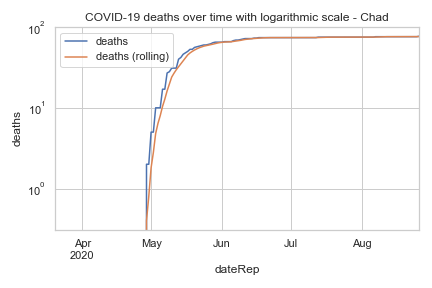 COVID-19 deaths over time with logarithmic scale - Chad
deaths
deaths (rolling)
10²
10¹
10⁰
deaths
Apr
2020
May
Jun
Jul
Aug
dateRep